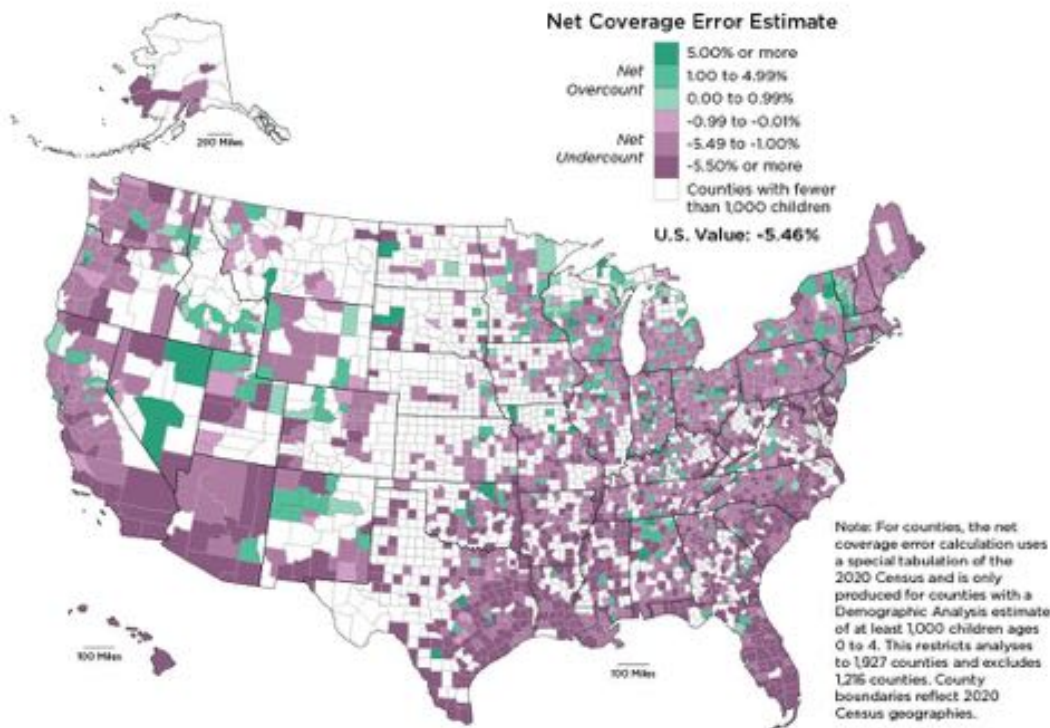 Net Coverage Error Estimate
Net
Overcount
5.00% or more
1.00 to 4.99%
0.00 to 0.99%
Net
Undercount
-0.99 to -0.01%
-5.49 to -1.00%
-5.50% or more
Counties with fewer
than 1,000 children
U.S. Value: -5.46%
200 Miles
100 Miles
100 Miles
Note: For counties, the net
coverage error calculation uses
a special tabulation of the
2020 Census and is only
produced for counties with a
Demographic Analysis estimate
of at least 1,000 children ages
0 to 4. This restricts analyses
to 1,927 counties and excludes
1,216 counties. County
boundaries reflect 2020
Census geographies.